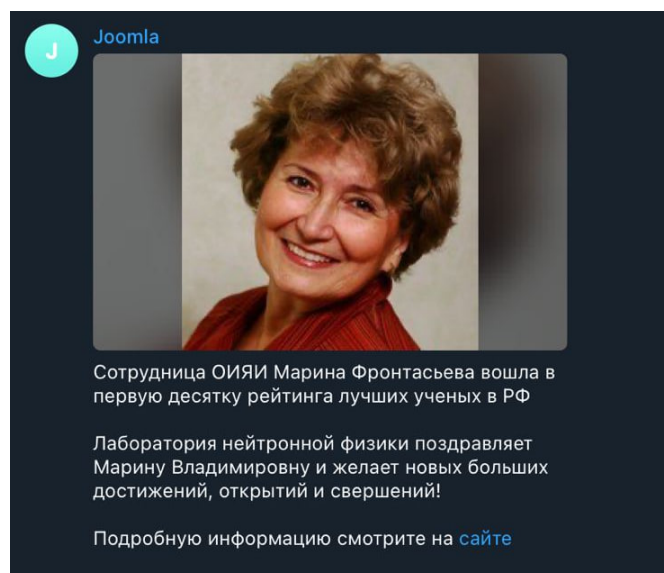 J
Joomla
Сотрудница ОИЯИ Марина Фронтасьева вошла в
первую десятку рейтинга лучших ученых в РФ
Лаборатория нейтронной физики поздравляет
Марину Владимировну и желает новых больших
достижений, открытий и свершений!
Подробную информацию смотрите на сайте